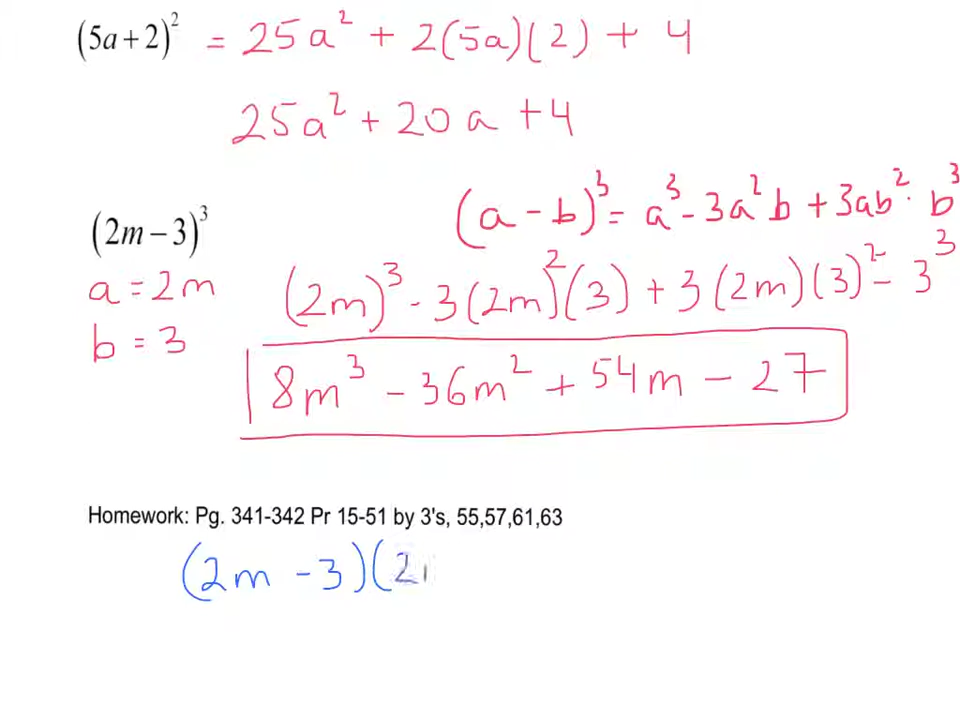 (5a+2)² = 25a² + 2(5a)(2) + 4
25a² + 20a + 4
(a - b)³ = a³ - 3a²b + 3ab² · b³
(2m – 3)³
a = 2m (2m)³ - 3(2m)²(3) + 3(2m)(3)² - 3³
b = 3
8m³ - 36m² + 54m - 27
Homework: Pg. 341-342 Pr 15-51 by 3's, 55,57,61,63
(2m - 3)(2